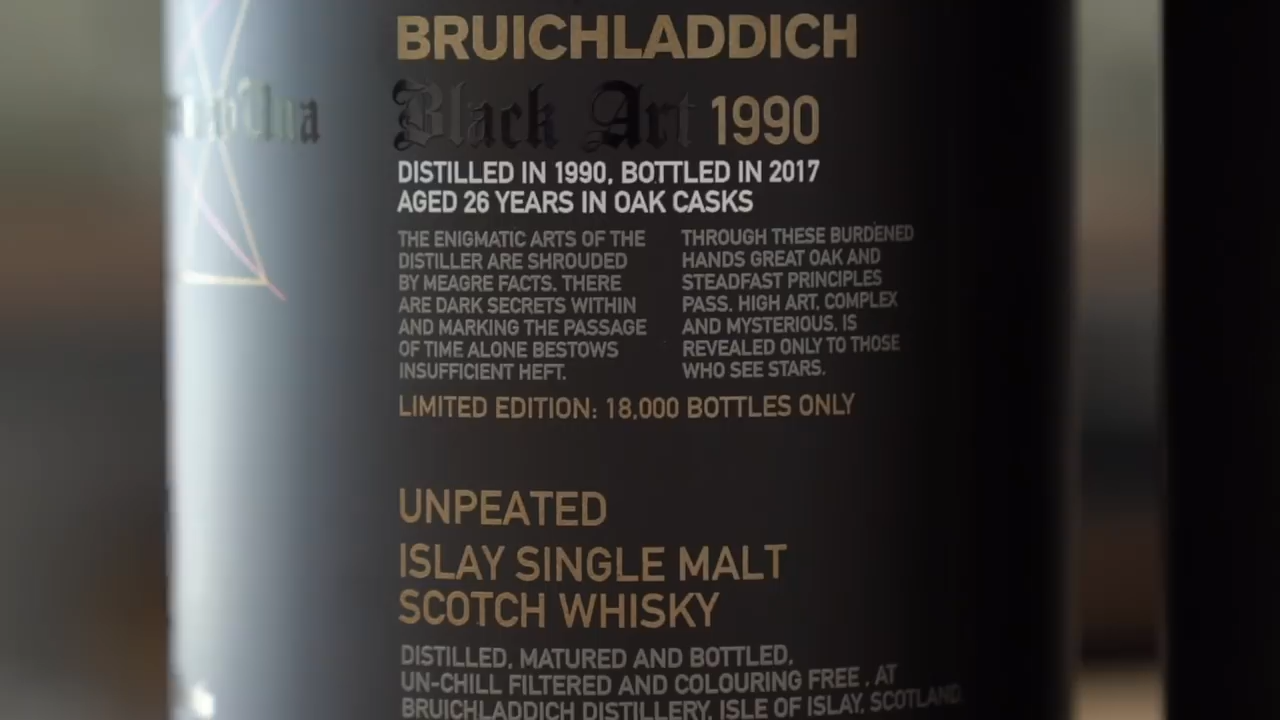 BRUICHLADDICH
Black Art 1990
DISTILLED IN 1990, BOTTLED IN 2017
AGED 26 YEARS IN OAK CASKS
THE ENIGMATIC ARTS OF THE
DISTILLER ARE SHROUDED
BY MEAGRE FACTS. THERE
ARE DARK SECRETS WITHIN
AND MARKING THE PASSAGE
OF TIME ALONE BESTOWS
INSUFFICIENT HEFT.
THROUGH THESE BURDENED
HANDS GREAT OAK AND
STEADFAST PRINCIPLES
PASS. HIGH ART, COMPLEX
AND MYSTERIOUS, IS
REVEALED ONLY TO THOSE
WHO SEE STARS.
LIMITED EDITION: 18,000 BOTTLES ONLY
UNPEATED
ISLAY SINGLE MALT
SCOTCH WHISKY
DISTILLED, MATURED AND BOTTLED,
UN-CHILL FILTERED AND COLOURING FREE, AT
BRUICHLADDICH DISTILLERY, ISLE OF ISLAY, SCOTLAND